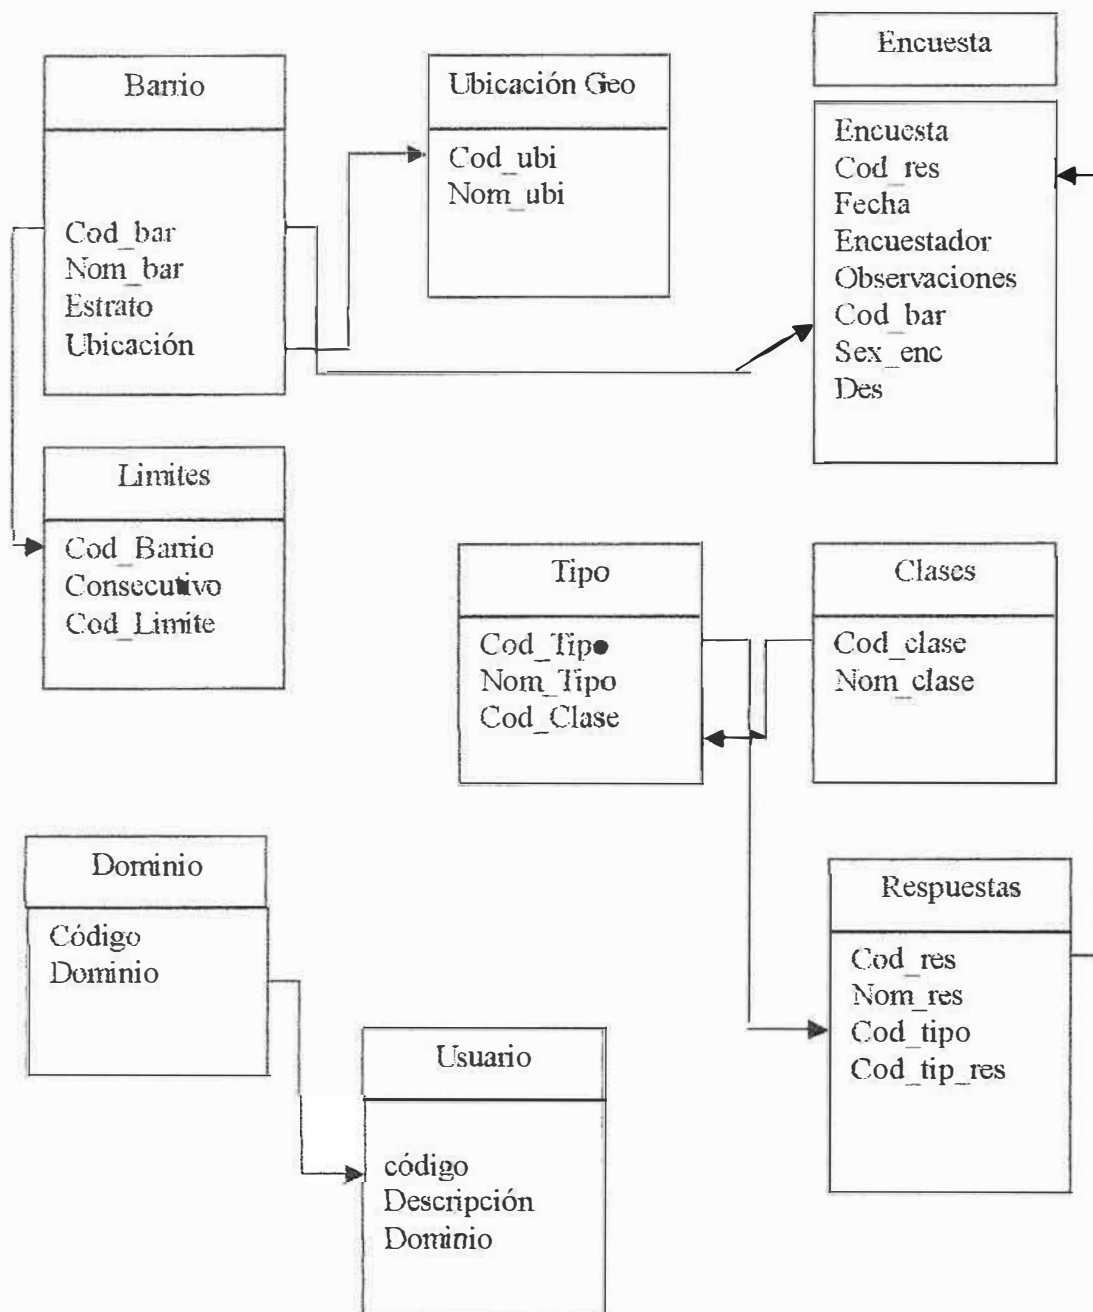 Barrio
Cod_bar
Nom_bar
Estrato
Ubicación
Ubicación Geo
Cod_ubi
Nom_ubi
Encuesta
Encuesta
Cod_res
Fecha
Encuestador
Observaciones
Cod_bar
Sex_enc
Des
Limites
Cod_Barrio
Consecutivo
Cod_Limite
Tipo
Cod_Tipo
Nom_Tipo
Cod_Clase
Clases
Cod_clase
Nom_clase
Dominio
Código
Dominio
Usuario
código
Descripción
Dominio
Respuestas
Cod_res
Nom_res
Cod_tipo
Cod_tip_res